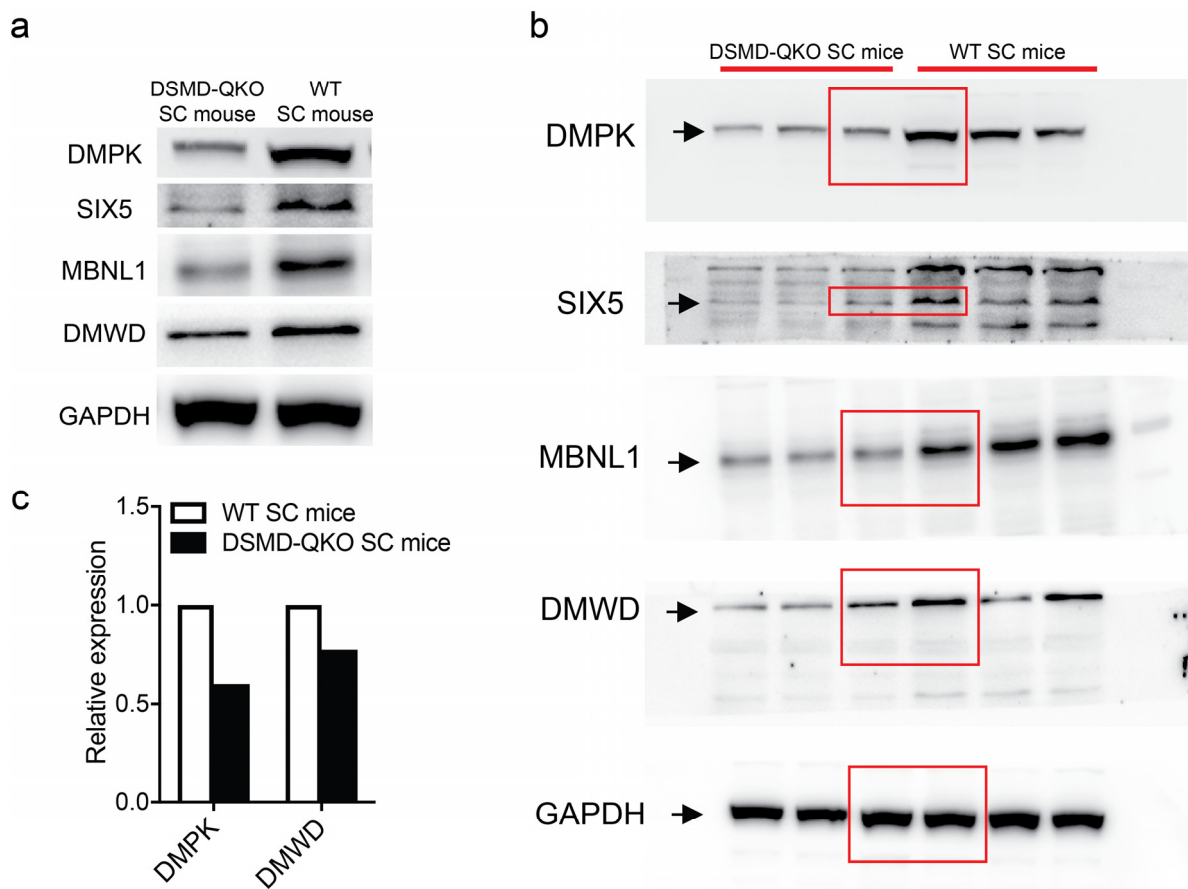 a
DSMD-QKO
SC mouse
WT
SC mouse
DMPK
SIX5
MBNL1
DMWD
GAPDH
b
DSMD-QKO SC mice
WT SC mice
DMPK
SIX5
MBNL1
DMWD
GAPDH
c
Relative expression
1.5
1.0
0.5
0.0
WT SC mice
DSMD-QKO SC mice
DMPK
DMWD